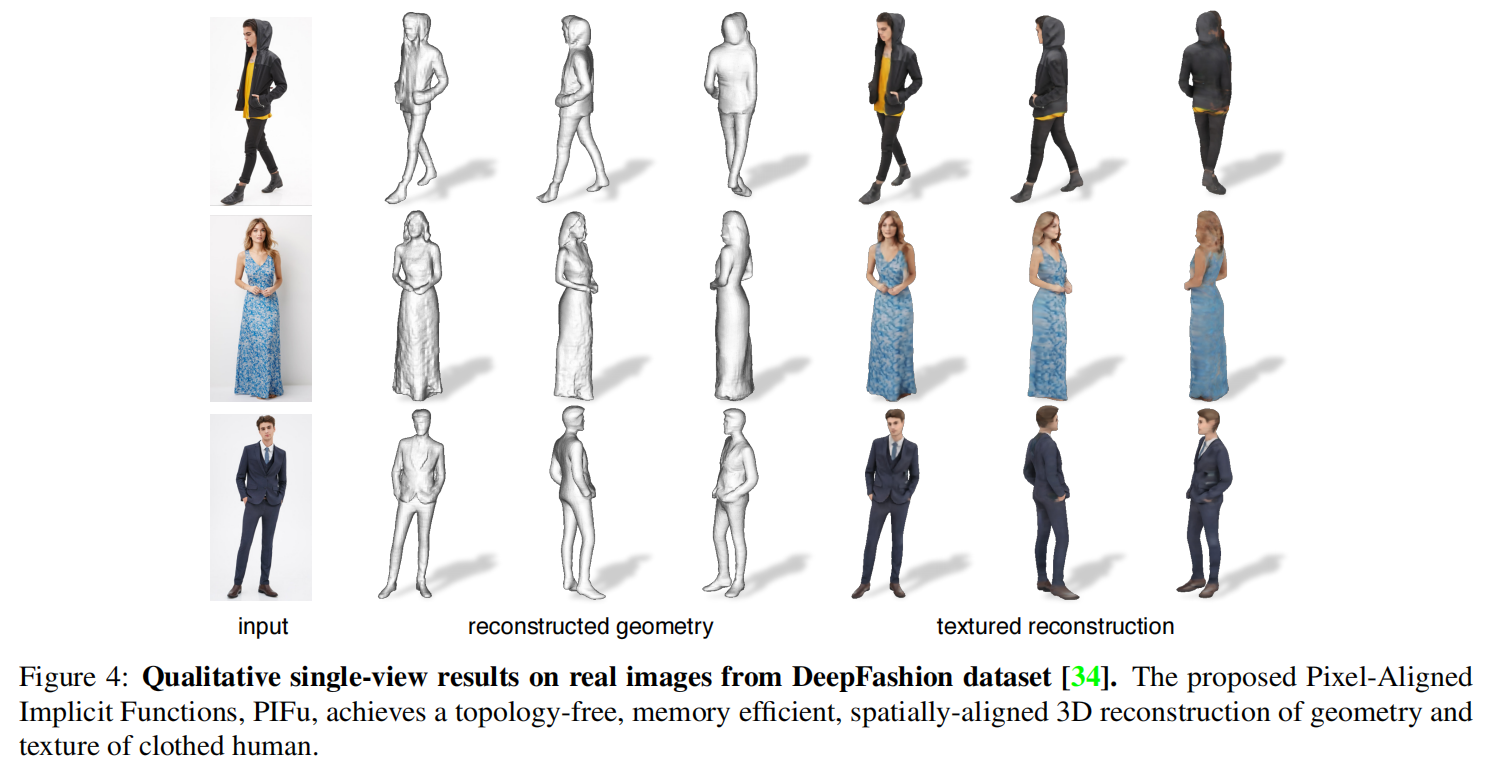 input
reconstructed geometry
textured reconstruction
Figure 4: Qualitative single-view results on real images from DeepFashion dataset [34]. The proposed Pixel-Aligned
Implicit Functions, PIFu, achieves a topology-free, memory efficient, spatially-aligned 3D reconstruction of geometry and
texture of clothed human.